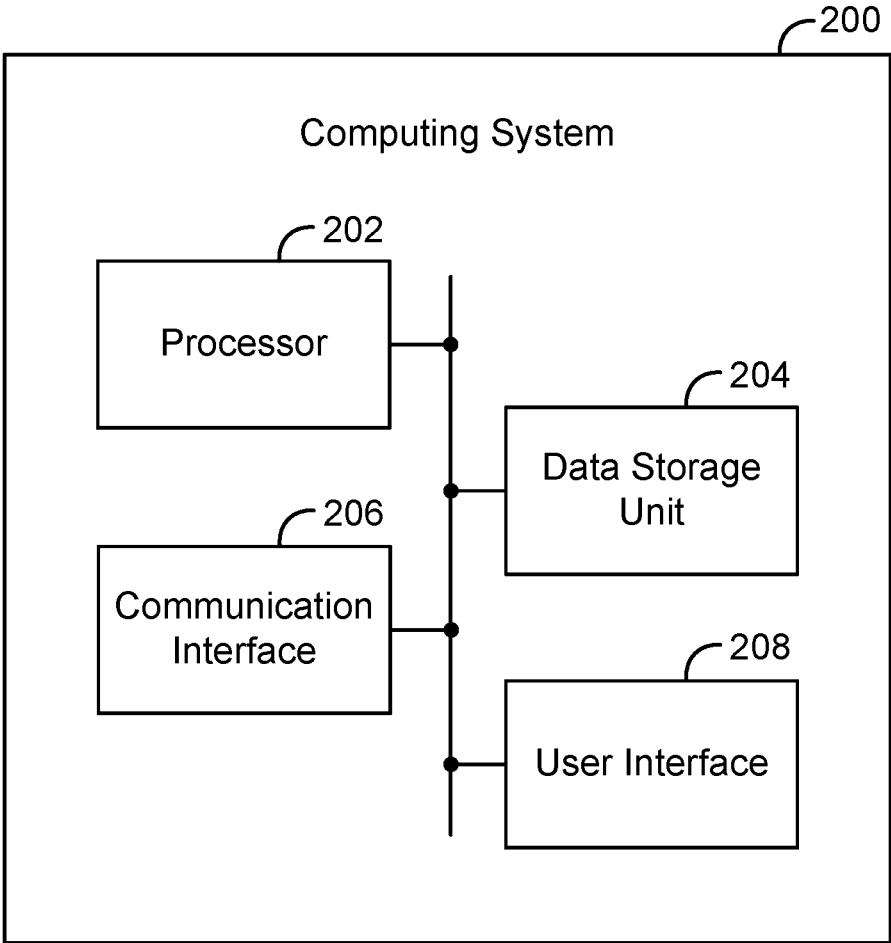 200
Computing System
202
Processor
204
Data Storage
Unit
206
Communication
Interface
208
User Interface